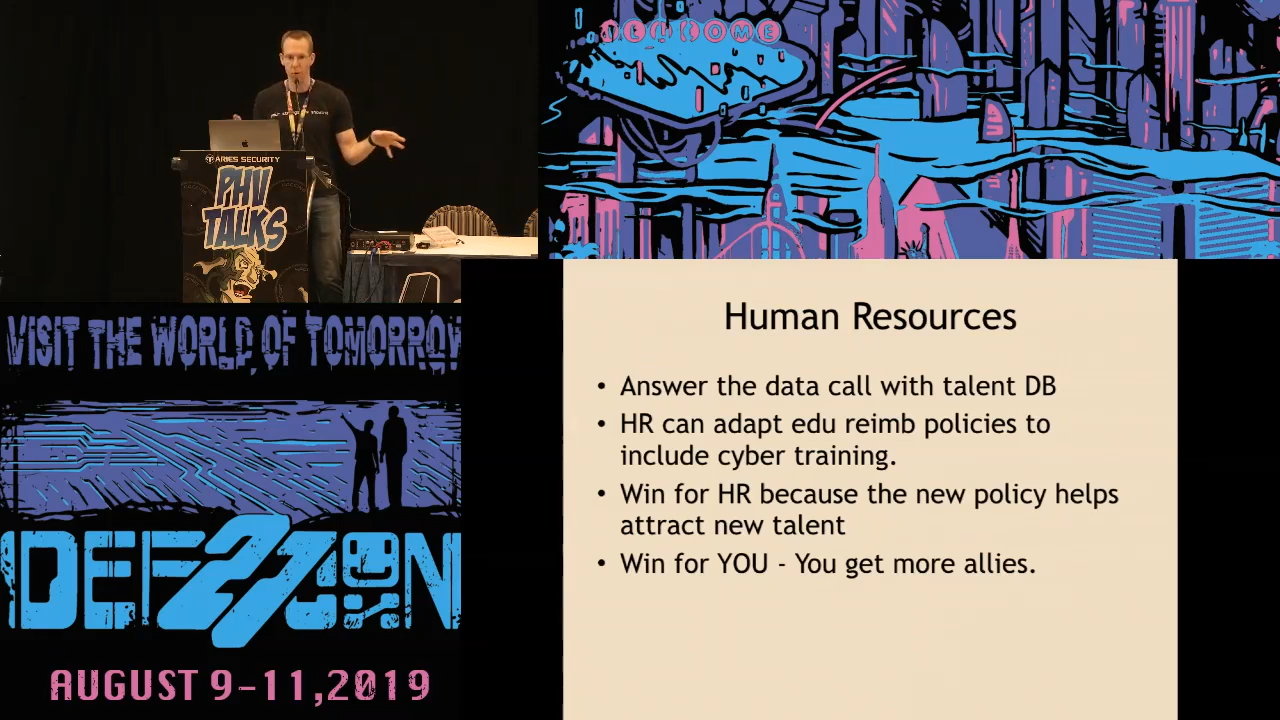 WELCOME
ARIES SECURITY
PHV
TALKS
VISIT THE WORLD OF TOMORROW
DEF27CON
AUGUST 9-11,2019
Human Resources
• Answer the data call with talent DB
• HR can adapt edu reimb policies to
include cyber training.
• Win for HR because the new policy helps
attract new talent
• Win for YOU - You get more allies.